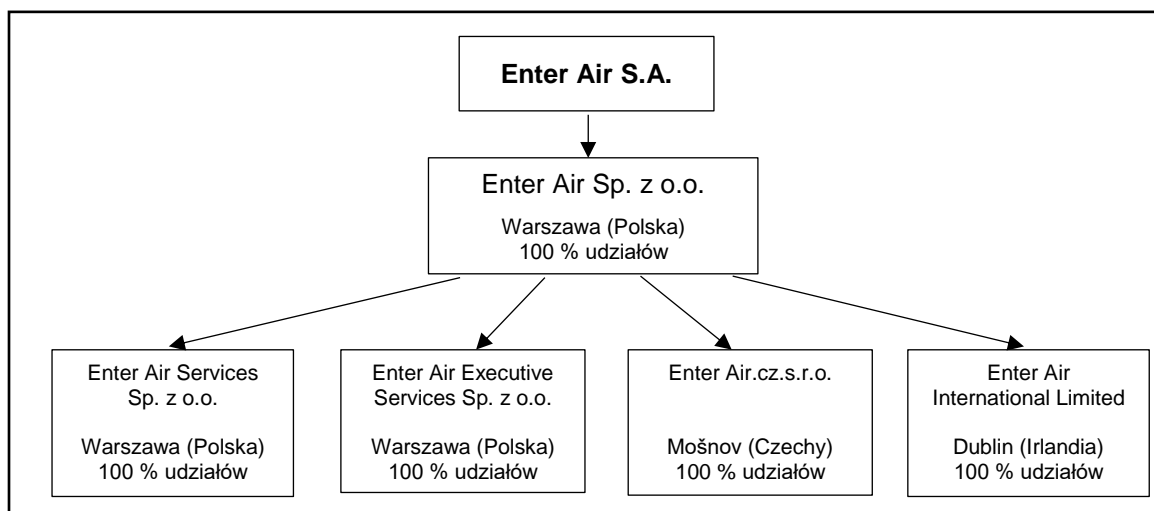 Enter Air S.A.
Enter Air Sp. z o.o.
Warszawa (Polska)
100 % udziałów
Enter Air Services
Sp. z o.o.
Warszawa (Polska)
100 % udziałów
Enter Air Executive
Services Sp. z o.o.
Warszawa (Polska)
100 % udziałów
Enter Air.cz.s.r.o.
Mošnov (Czechy)
100 % udziałów
Enter Air
International Limited
Dublin (Irlandia)
100 % udziałów